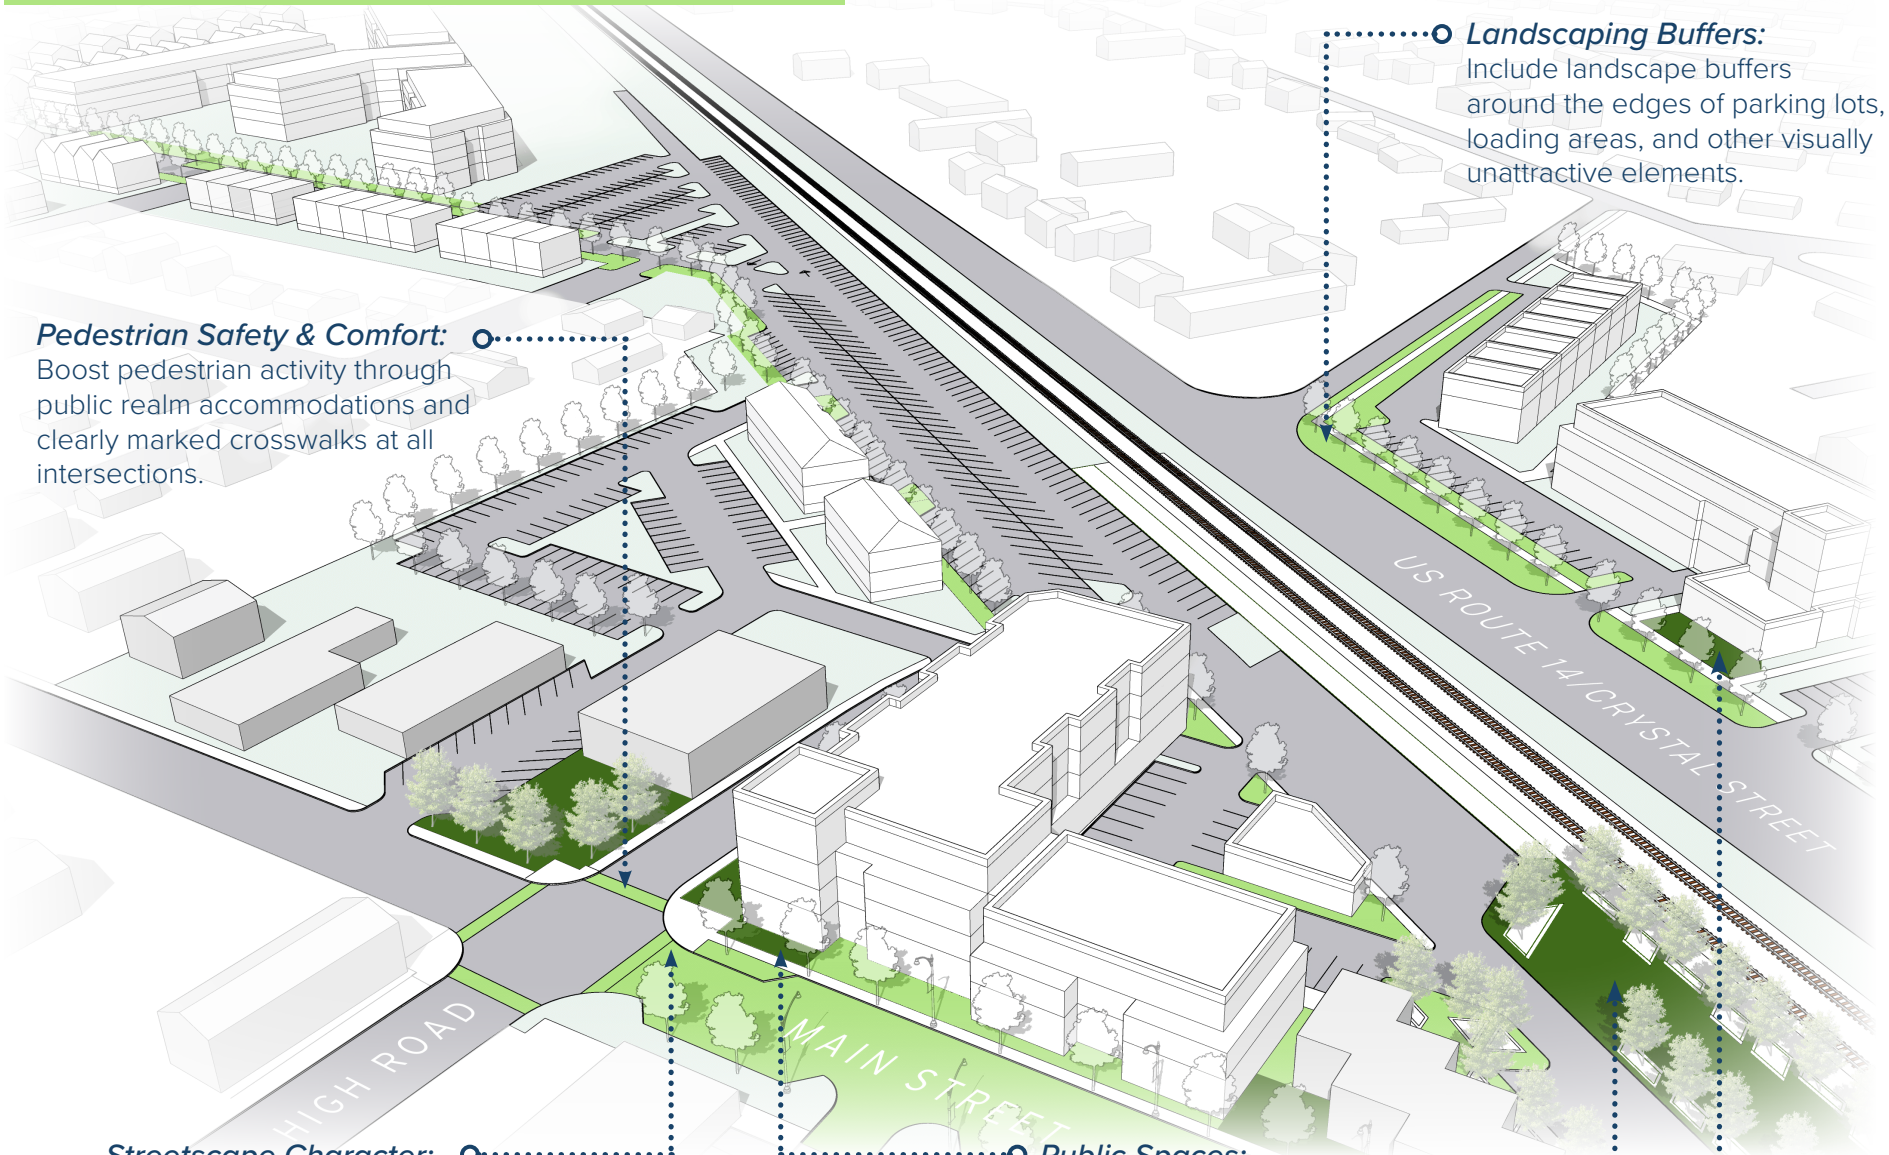 Landscaping Buffers:
Include landscape buffers
around the edges of parking lots,
loading areas, and other visually
unattractive elements.
Pedestrian Safety & Comfort:
Boost pedestrian activity through
public realm accommodations and
clearly marked crosswalks at all
intersections.
US ROUTE 14/CRYSTAL STREET
HIGH ROAD
MAIN STREET
Streetscape Character:
Public Spaces: